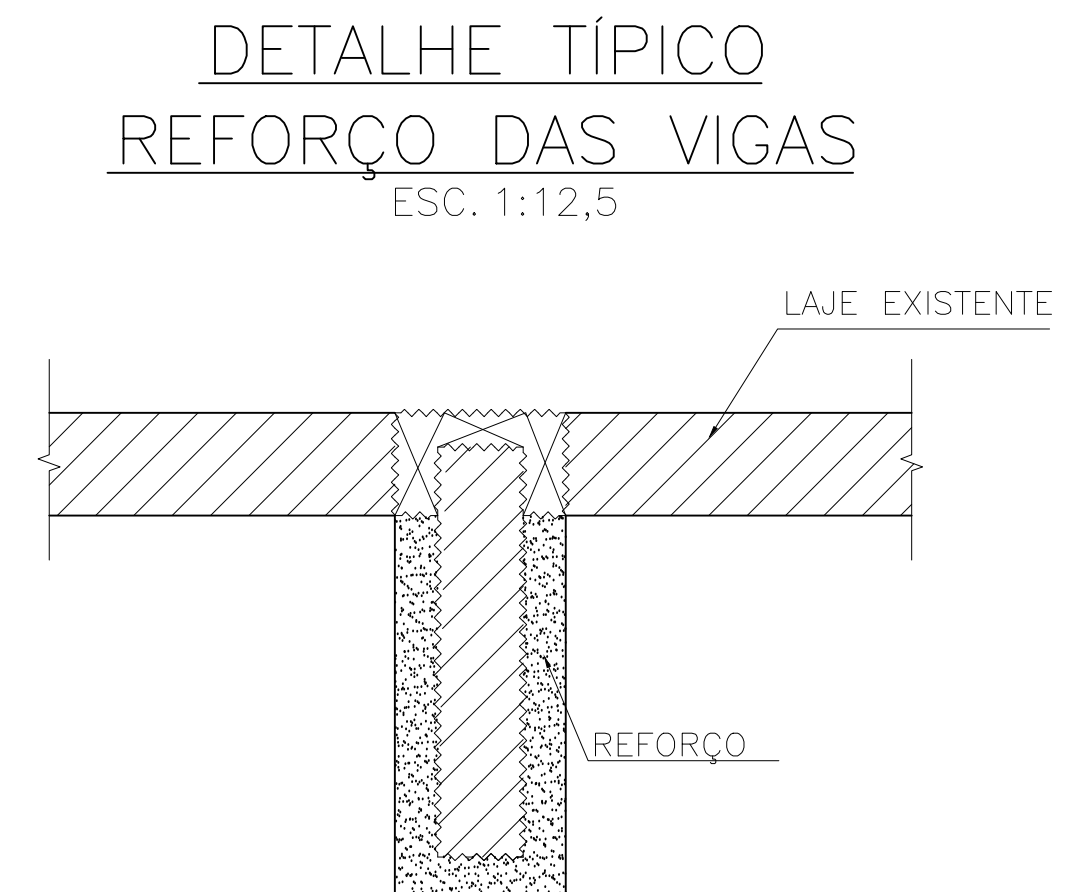 DETALHE TÍPICO
REFORÇO DAS VIGAS
ESC. 1:12,5
LAJE EXISTENTE
REFORÇO